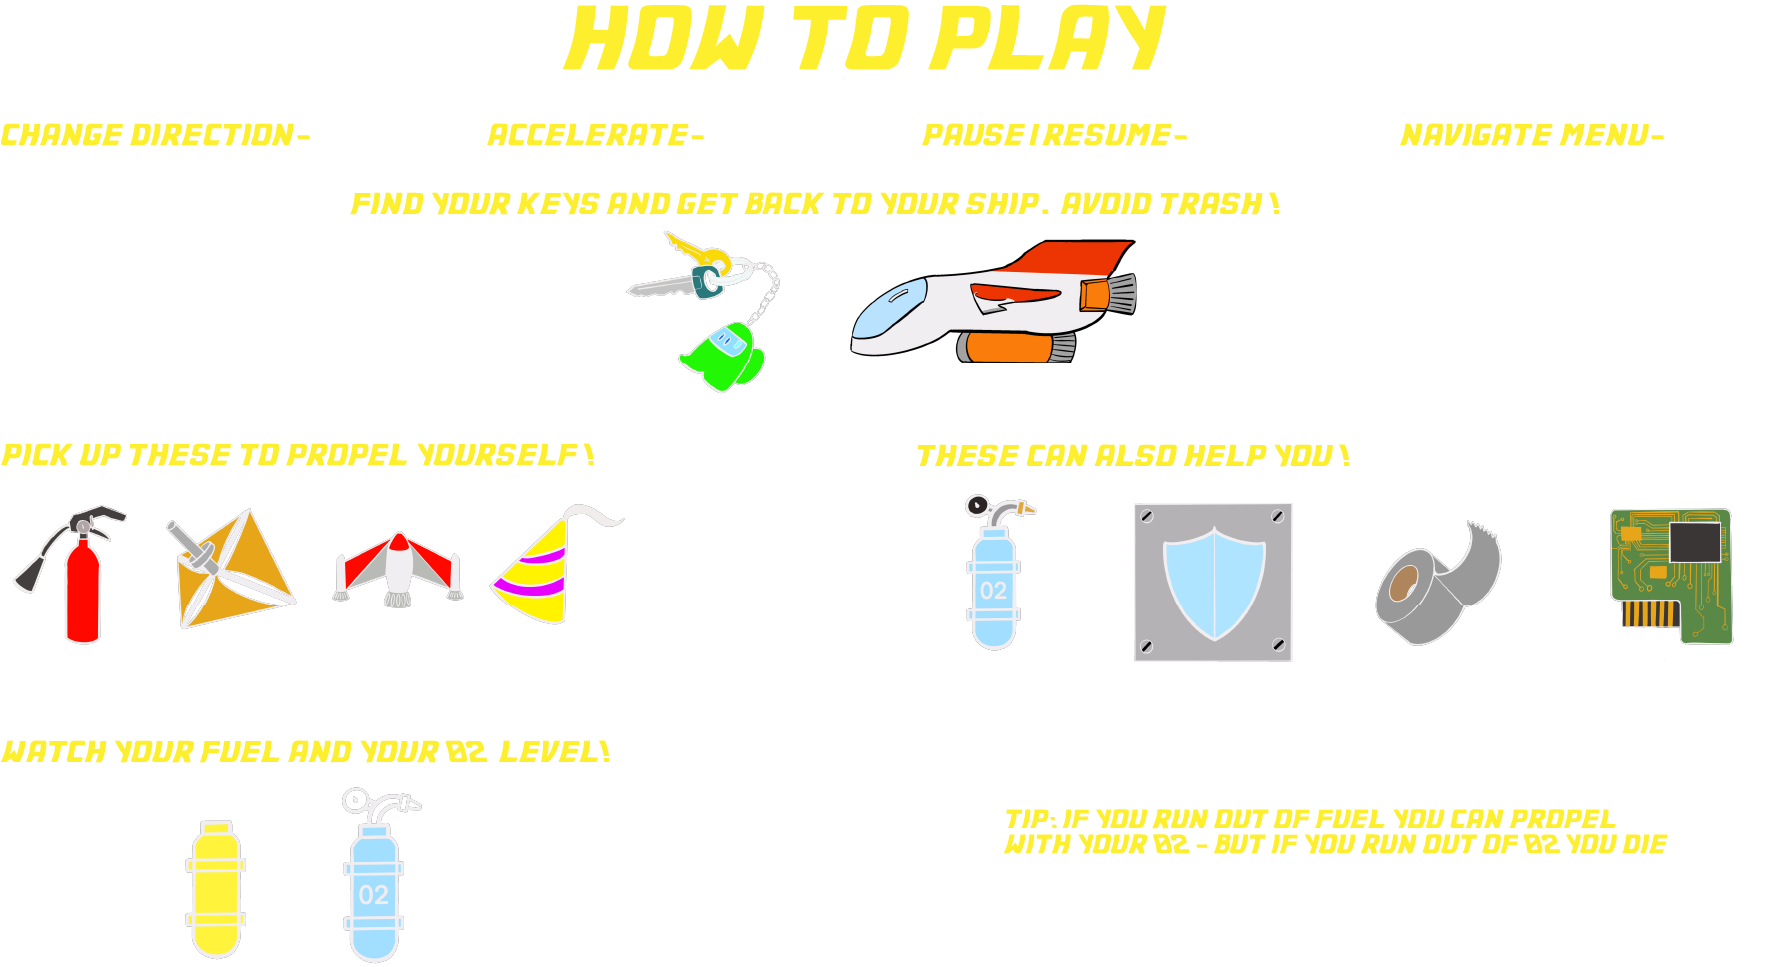 HOW TO PLAY
CHANGE DIRECTION-
ACCELERATE-
PAUSE/RESUME-
NAVIGATE MENU-
FIND YOUR KEYS AND GET BACK TO YOUR SHIP. AVOID TRASH!
PICK UP THESE TO PROPEL YOURSELF!
THESE CAN ALSO HELP YOU!
02
WATCH YOUR FUEL AND YOUR 02 LEVEL!
02
TIP: IF YOU RUN OUT OF FUEL YOU CAN PROPEL
WITH YOUR 02 - BUT IF YOU RUN OUT OF 02 YOU DIE